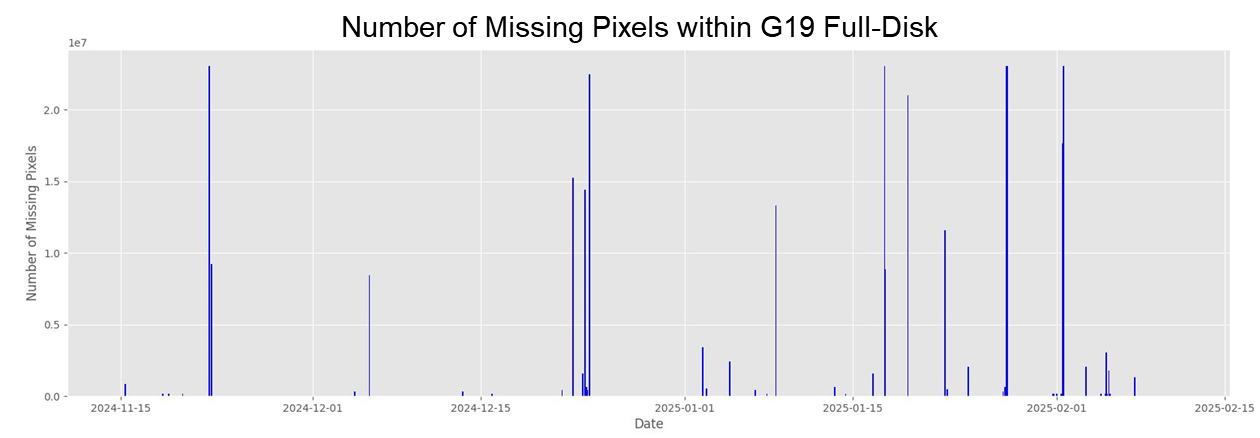 Number of Missing Pixels within G19 Full-Disk
1e7
2.0
1.5
1.0
0.5
0.0
Number of Missing Pixels
2024-11-15 2024-12-01 2024-12-15 2025-01-01 2025-01-15 2025-02-01 2025-02-15
Date